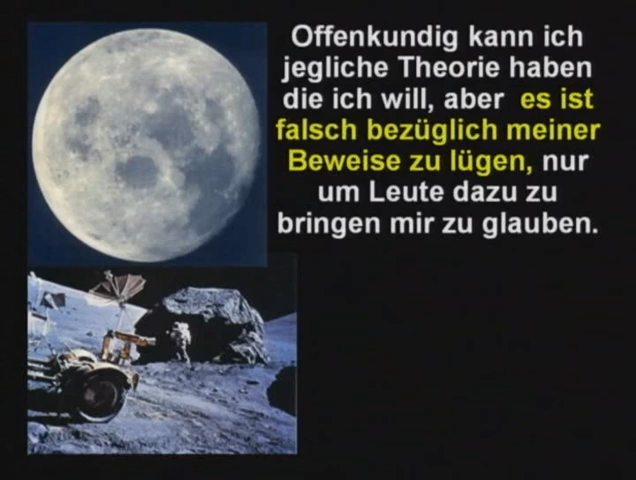 Offenkundig kann ich
jegliche Theorie haben
die ich will, aber es ist
falsch bezüglich meiner
Beweise zu lügen, nur
um Leute dazu zu
bringen mir zu glauben.